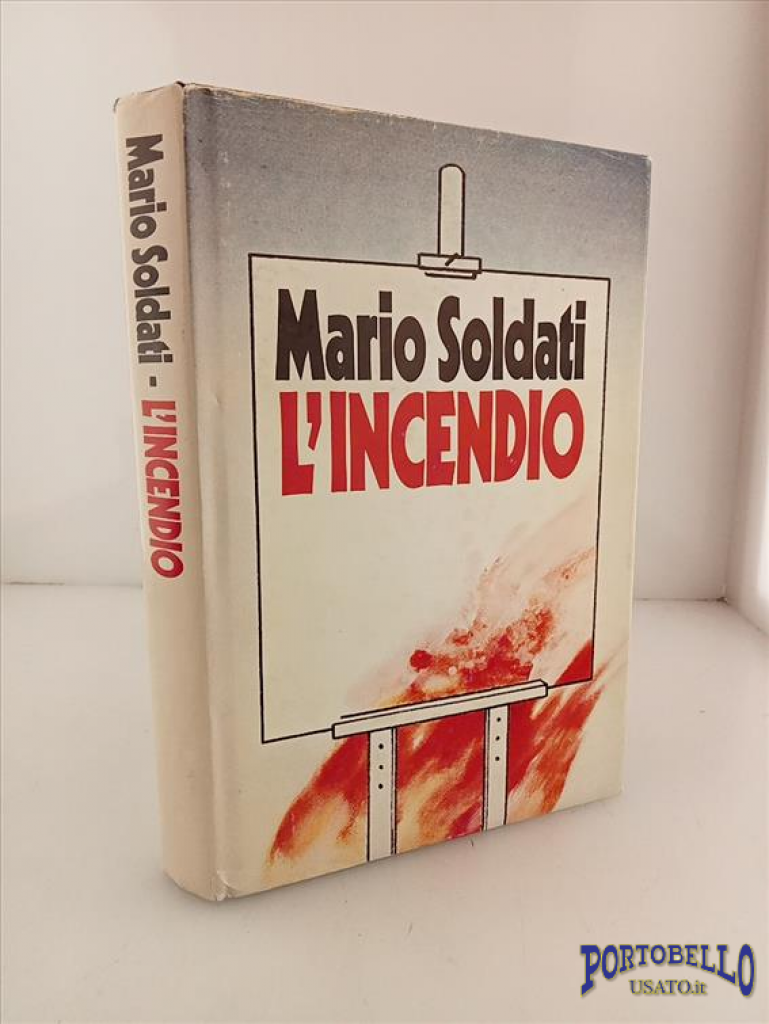 Mario Soldati - L'INCENDIO
Mario Soldati
L'INCENDIO
PORTOBELLO
USATO.it